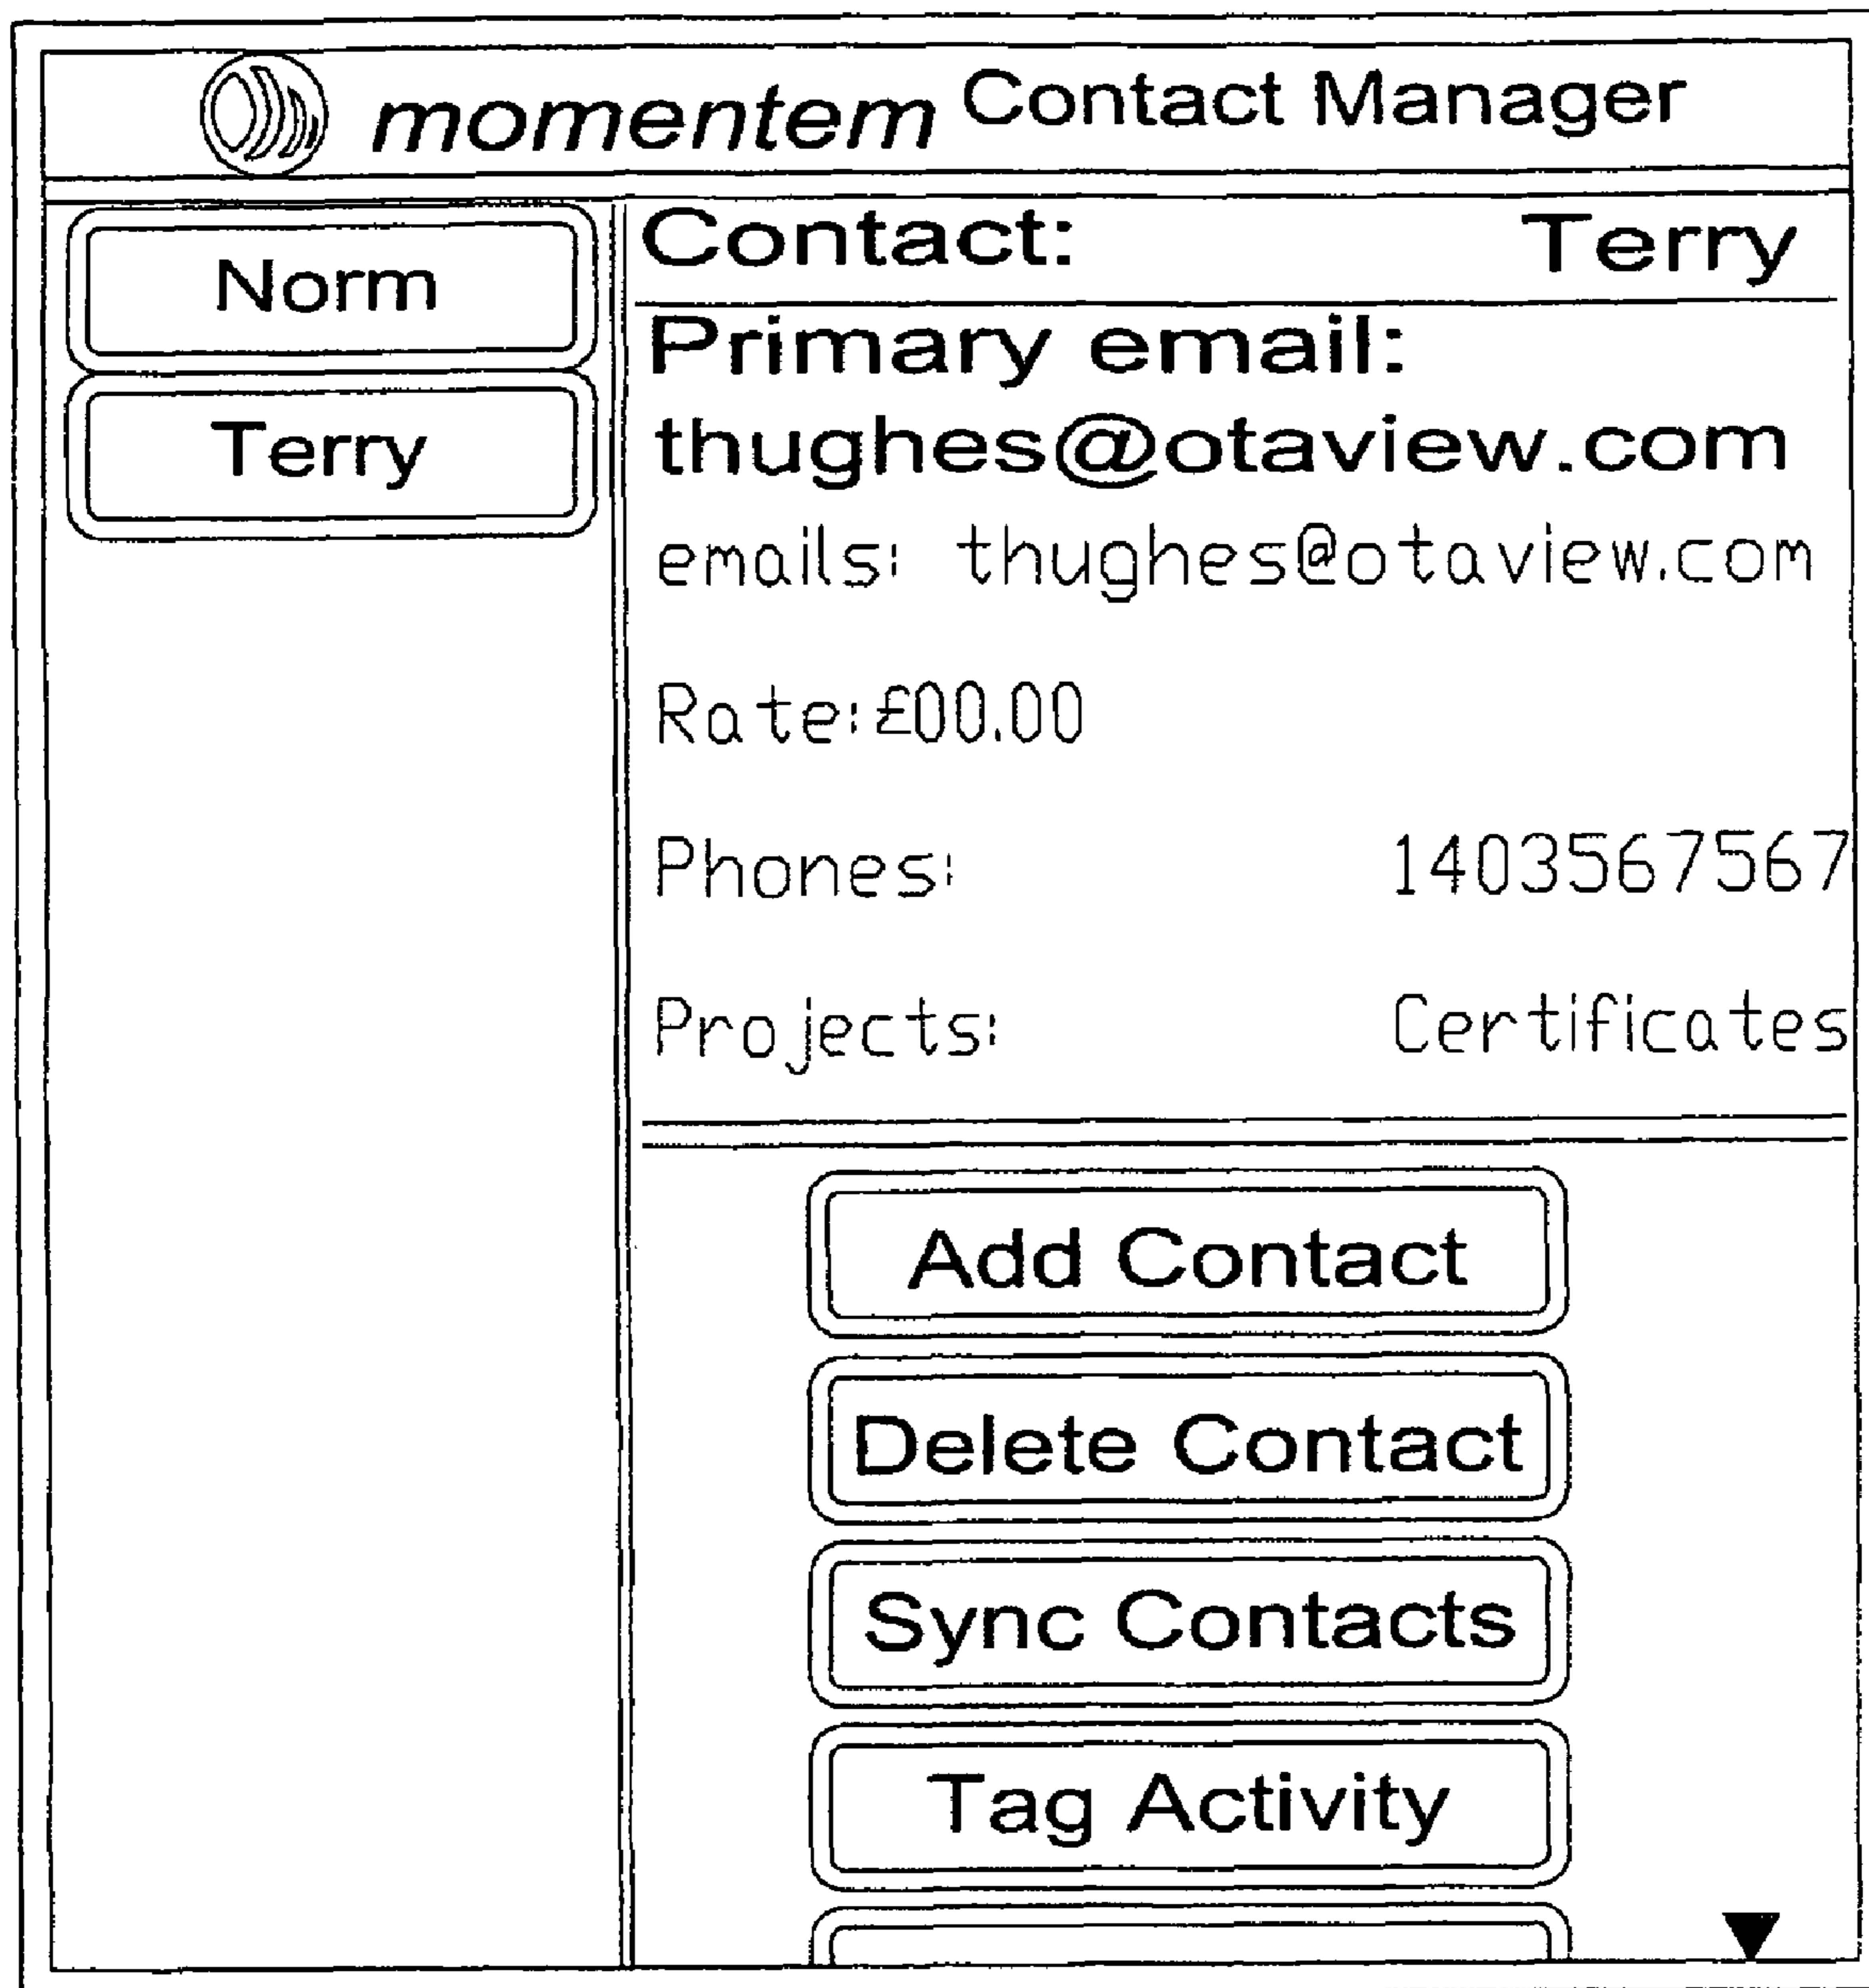 momentem Contact Manager
Norm
Terry
Contact: Terry
Primary email:
thughes@otaview.com
emails: thughes@otaview.com
Rate:£00.00
Phones: 1403567567
Projects: Certificates
Add Contact
Delete Contact
Sync Contacts
Tag Activity